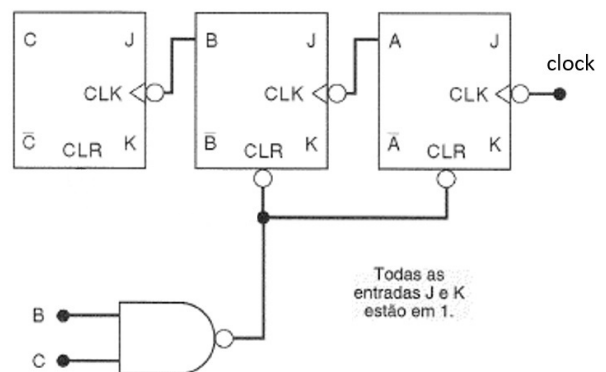 C J B J A J
clock
CLK CLK CLK
C̅ CLR K B̅ CLR K A̅ CLR K
Todas as
entradas J e K
estão em 1.
B
C